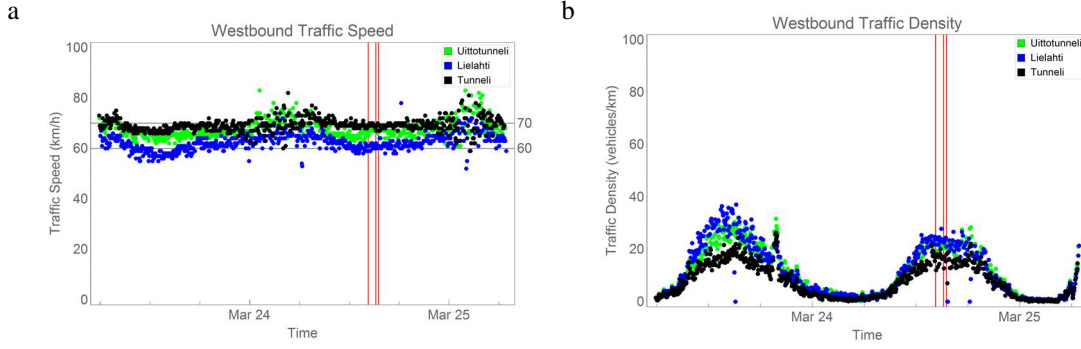 a
Westbound Traffic Speed
100
80
60
40
20
0
Traffic Speed (km/h)
Uittotunneli
Lielahti
Tunneli
70
60
Mar 24
Mar 25
Time
b
Westbound Traffic Density
100
80
60
40
20
0
Traffic Density (vehicles/km)
Uittotunneli
Lielahti
Tunneli
Mar 24
Mar 25
Time